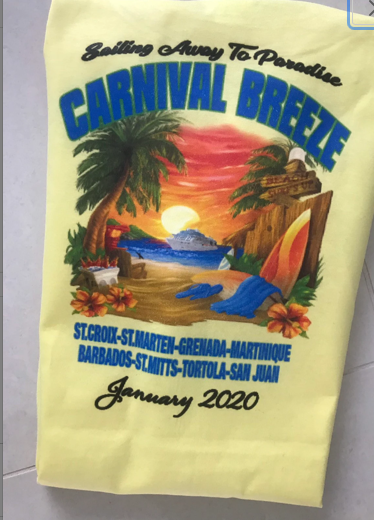 Sailing Away To Paradise
CARNIVAL BREEZE
BEACH
ST.CROIX-ST.MARTEN-GRENADA-MARTINIQUE
BARBADOS-ST.MITTS-TORTOLA-SAN JUAN
January 2020